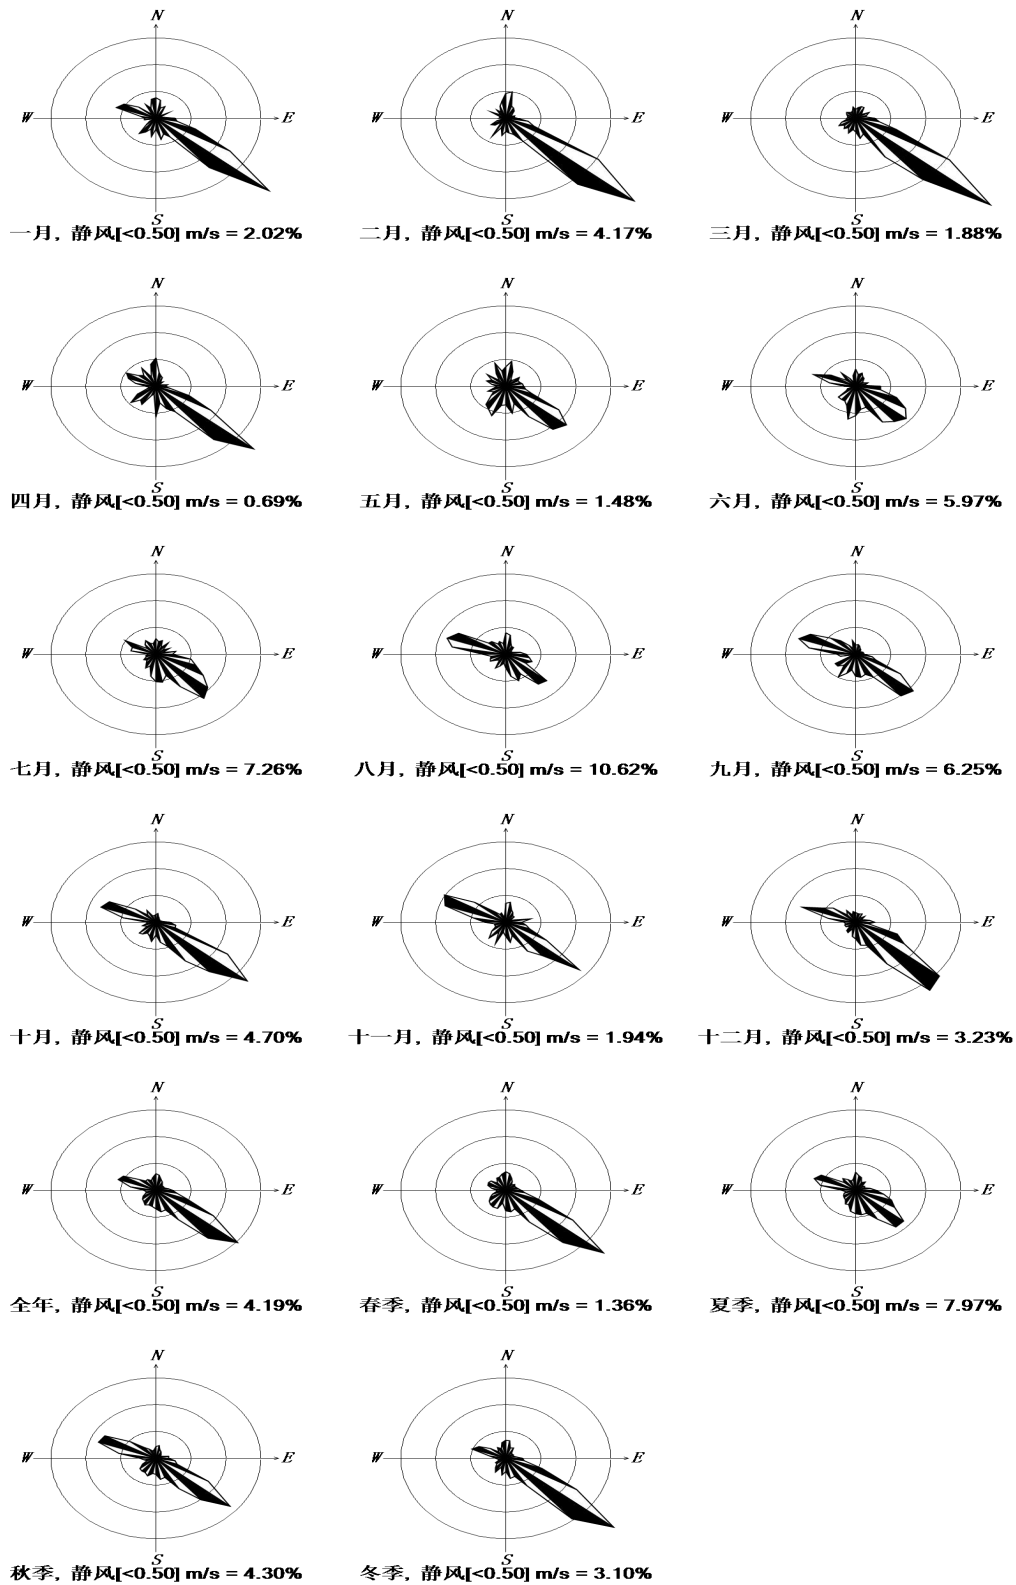 N N N
W E W E W E
S S S
一月, 静风[<0.50] m/s = 2.02% 二月, 静风[<0.50] m/s = 4.17% 三月, 静风[<0.50] m/s = 1.88%
N N N
W E W E W E
S S S
四月, 静风[<0.50] m/s = 0.69% 五月, 静风[<0.50] m/s = 1.48% 六月, 静风[<0.50] m/s = 5.97%
N N N
W E W E W E
S S S
七月, 静风[<0.50] m/s = 7.26% 八月, 静风[<0.50] m/s = 10.62% 九月, 静风[<0.50] m/s = 6.25%
N N N
W E W E W E
S S S
十月, 静风[<0.50] m/s = 4.70% 十一月, 静风[<0.50] m/s = 1.94% 十二月, 静风[<0.50] m/s = 3.23%
N N N
W E W E W E
S S S
全年, 静风[<0.50] m/s = 4.19% 春季, 静风[<0.50] m/s = 1.36% 夏季, 静风[<0.50] m/s = 7.97%
N N
W E W E
S S
秋季, 静风[<0.50] m/s = 4.30% 冬季, 静风[<0.50] m/s = 3.10%